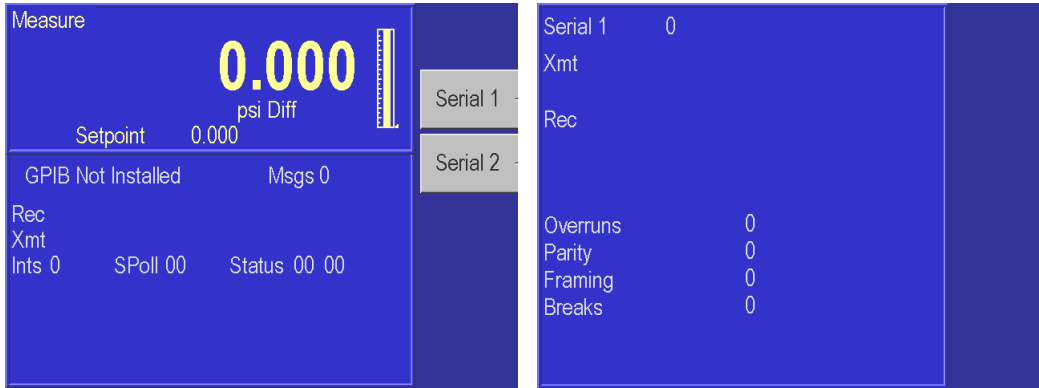 Measure
0.000
psi Diff
Setpoint 0.000
GPIB Not Installed Msgs 0
Rec
Xmt
Ints 0 SPoll 00 Status 00 00
Serial 1
Serial 2
Serial 1 0
Xmt
Rec
Overruns 0
Parity 0
Framing 0
Breaks 0